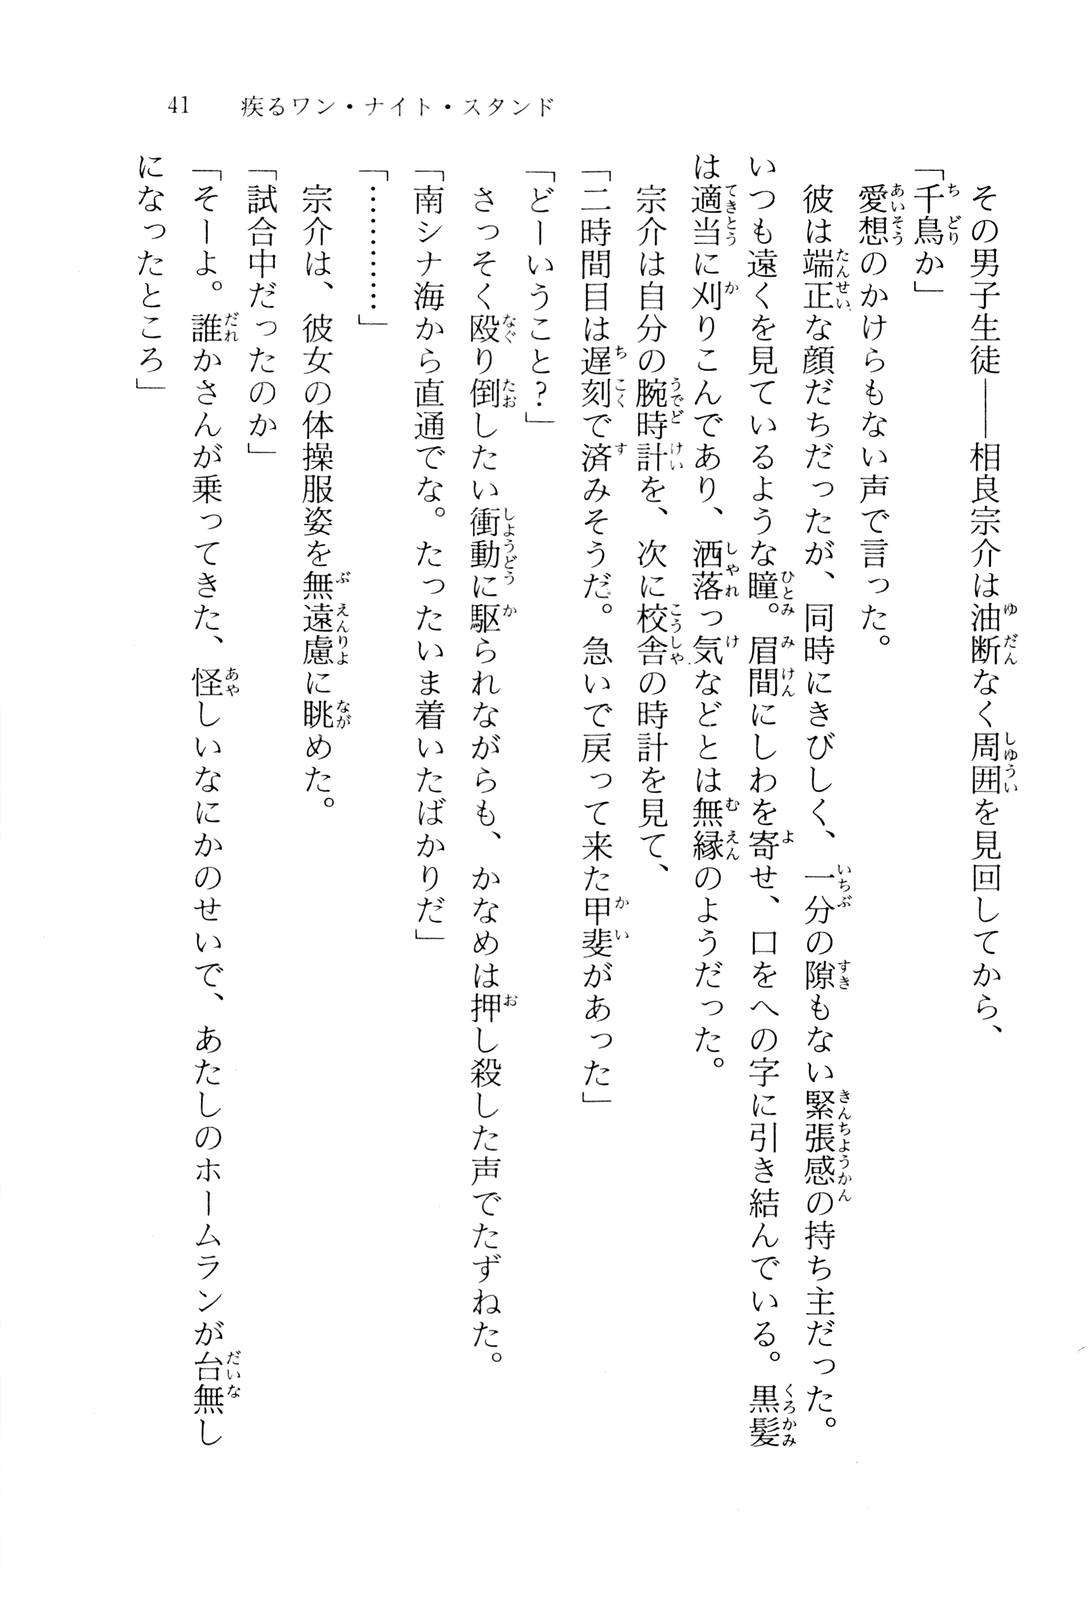 41　疾るワン・ナイト・スタンド
　その男子生徒――相良宗介は油断なく周囲を見回してから、
「千鳥か」
　愛想のかけらもない声で言った。
　彼は端正な顔だちだったが、同時にきびしく、一分の隙もない緊張感の持ち主だった。
いつも遠くを見ているような瞳。眉間にしわを寄せ、口をへの字に引き結んでいる。黒髪
は適当に刈りこんであり、洒落っ気などとは無縁のようだった。
　宗介は自分の腕時計を、次に校舎の時計を見て、
「二時間目は遅刻で済みそうだ。急いで戻って来た甲斐があった」
「どーいうこと？」
　さっそく殴り倒したい衝動に駆られながらも、かなめは押し殺した声でたずねた。
「南シナ海から直通でな。たったいま着いたばかりだ」
「…………」
　宗介は、彼女の体操服姿を無遠慮に眺めた。
「試合中だったのか」
「そーよ。誰かさんが乗ってきた、怪しいなにかのせいで、あたしのホームランが台無し
になったところ」